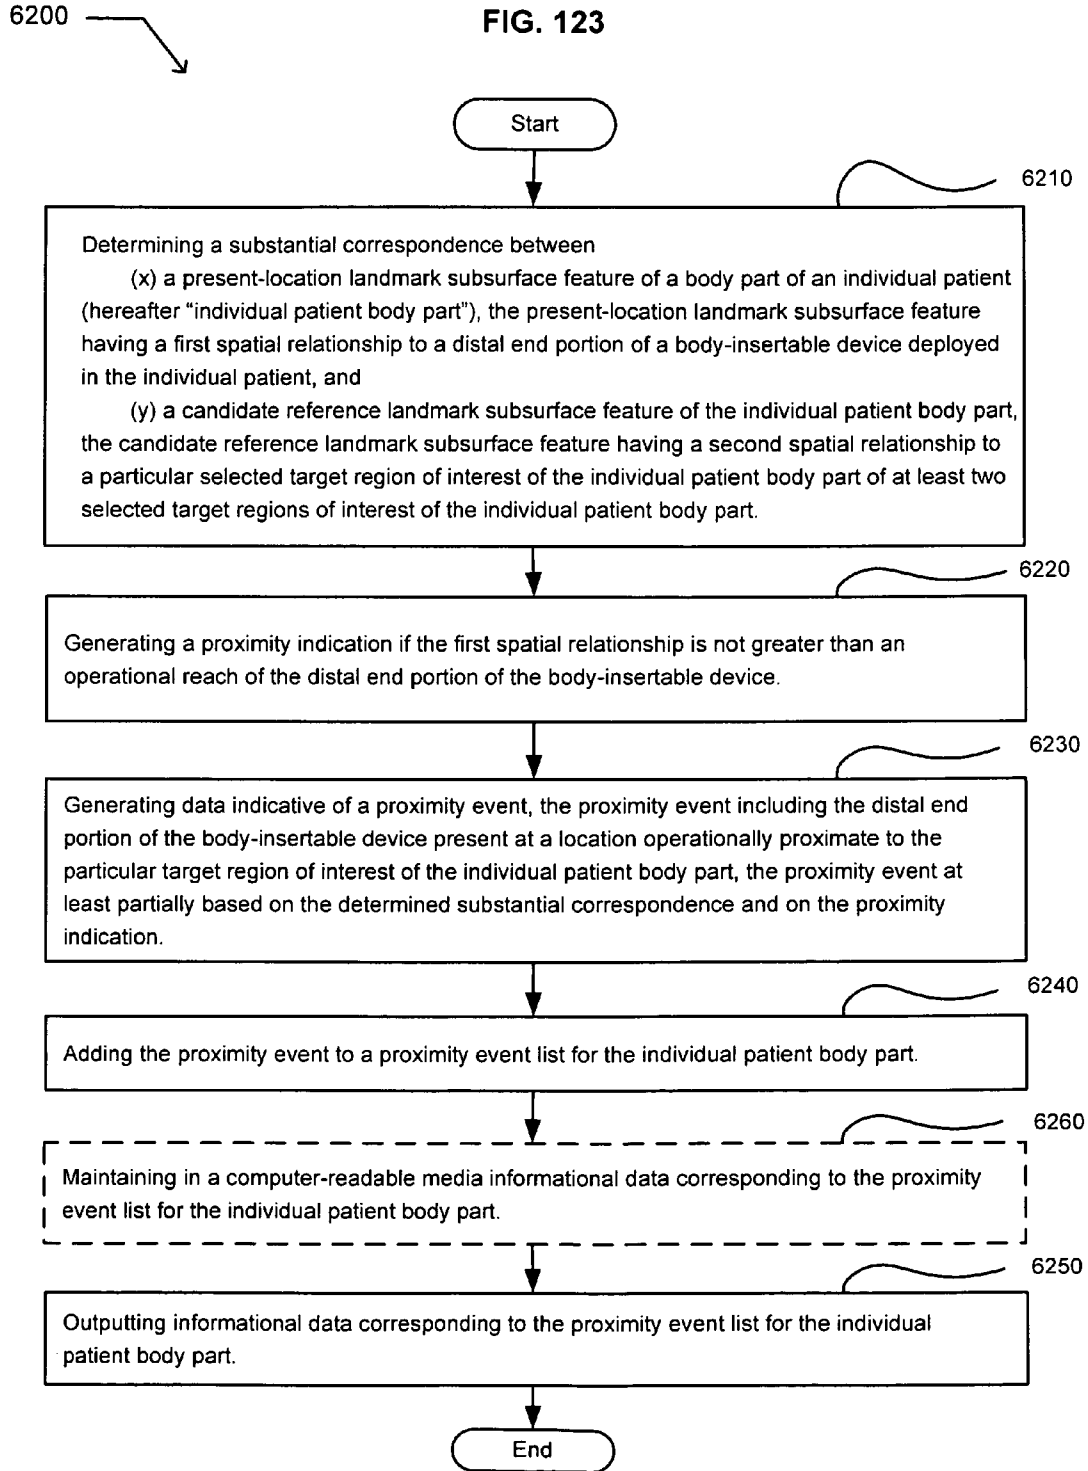 6200
FIG. 123
Start
6210
Determining a substantial correspondence between
(x) a present-location landmark subsurface feature of a body part of an individual patient
(hereafter “individual patient body part”), the present-location landmark subsurface feature
having a first spatial relationship to a distal end portion of a body-insertable device deployed
in the individual patient, and
(y) a candidate reference landmark subsurface feature of the individual patient body part,
the candidate reference landmark subsurface feature having a second spatial relationship to
a particular selected target region of interest of the individual patient body part of at least two
selected target regions of interest of the individual patient body part.
6220
Generating a proximity indication if the first spatial relationship is not greater than an
operational reach of the distal end portion of the body-insertable device.
6230
Generating data indicative of a proximity event, the proximity event including the distal end
portion of the body-insertable device present at a location operationally proximate to the
particular target region of interest of the individual patient body part, the proximity event at
least partially based on the determined substantial correspondence and on the proximity
indication.
6240
Adding the proximity event to a proximity event list for the individual patient body part.
6260
Maintaining in a computer-readable media informational data corresponding to the proximity
event list for the individual patient body part.
6250
Outputting informational data corresponding to the proximity event list for the individual
patient body part.
End